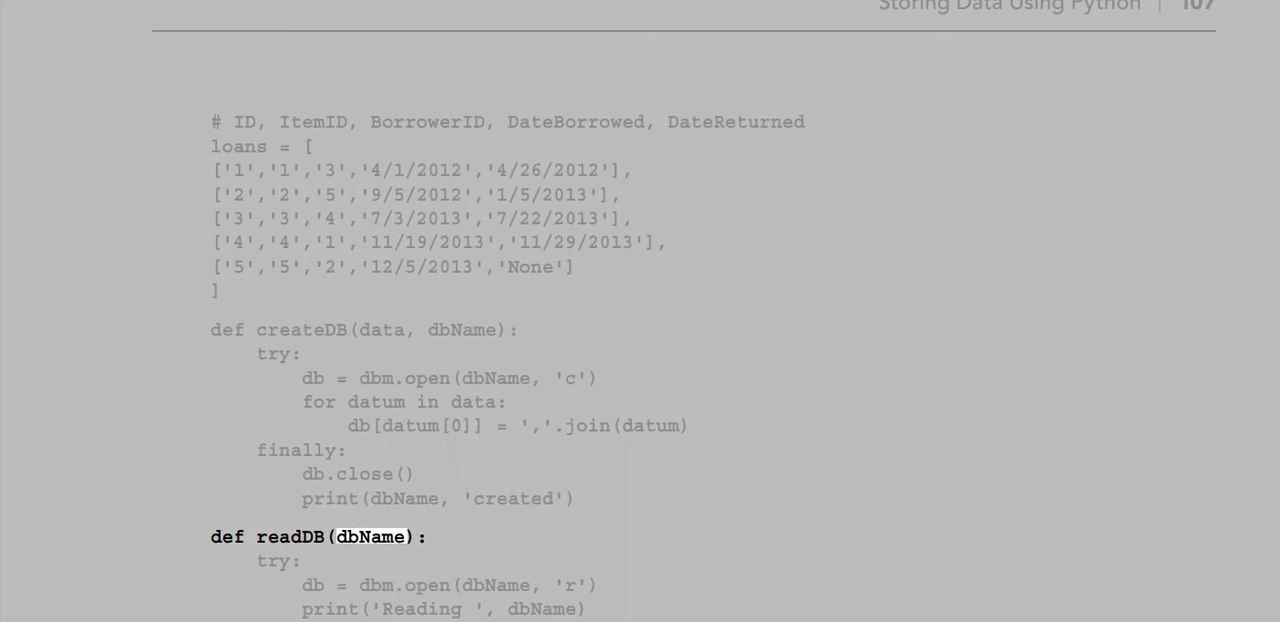 Storing Data Using Python | 107
# ID, ItemID, BorrowerID, DateBorrowed, DateReturned
loans = [
['1','1','3','4/1/2012','4/26/2012'],
['2','2','5','9/5/2012','1/5/2013'],
['3','3','4','7/3/2013','7/22/2013'],
['4','4','1','11/19/2013','11/29/2013'],
['5','5','2','12/5/2013','None']
]
def createDB(data, dbName):
    try:
        db = dbm.open(dbName, 'c')
        for datum in data:
            db[datum[0]] = ','.join(datum)
    finally:
        db.close()
        print(dbName, 'created')
def readDB(dbName):
    try:
        db = dbm.open(dbName, 'r')
        print('Reading ', dbName)